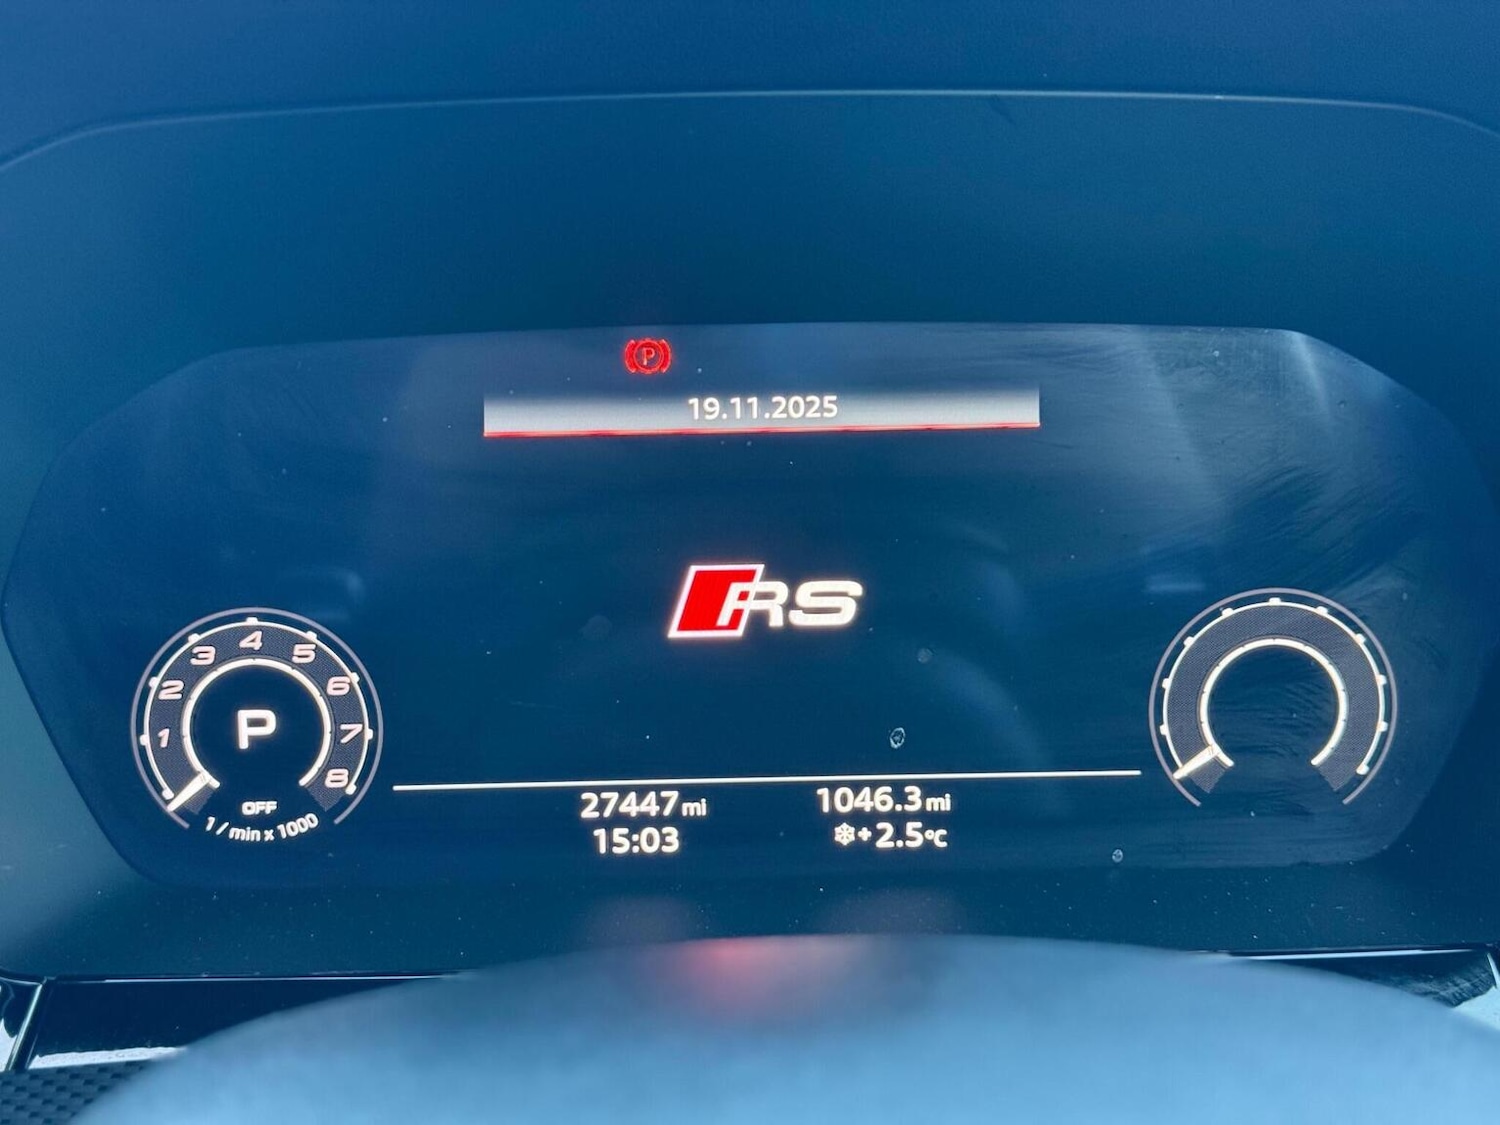 P
19.11.2025
RS
1 2 3 4 5 6 7 8
P
OFF
1/min x 1000
27447 mi
1046.3 mi
15:03
+2.5°C